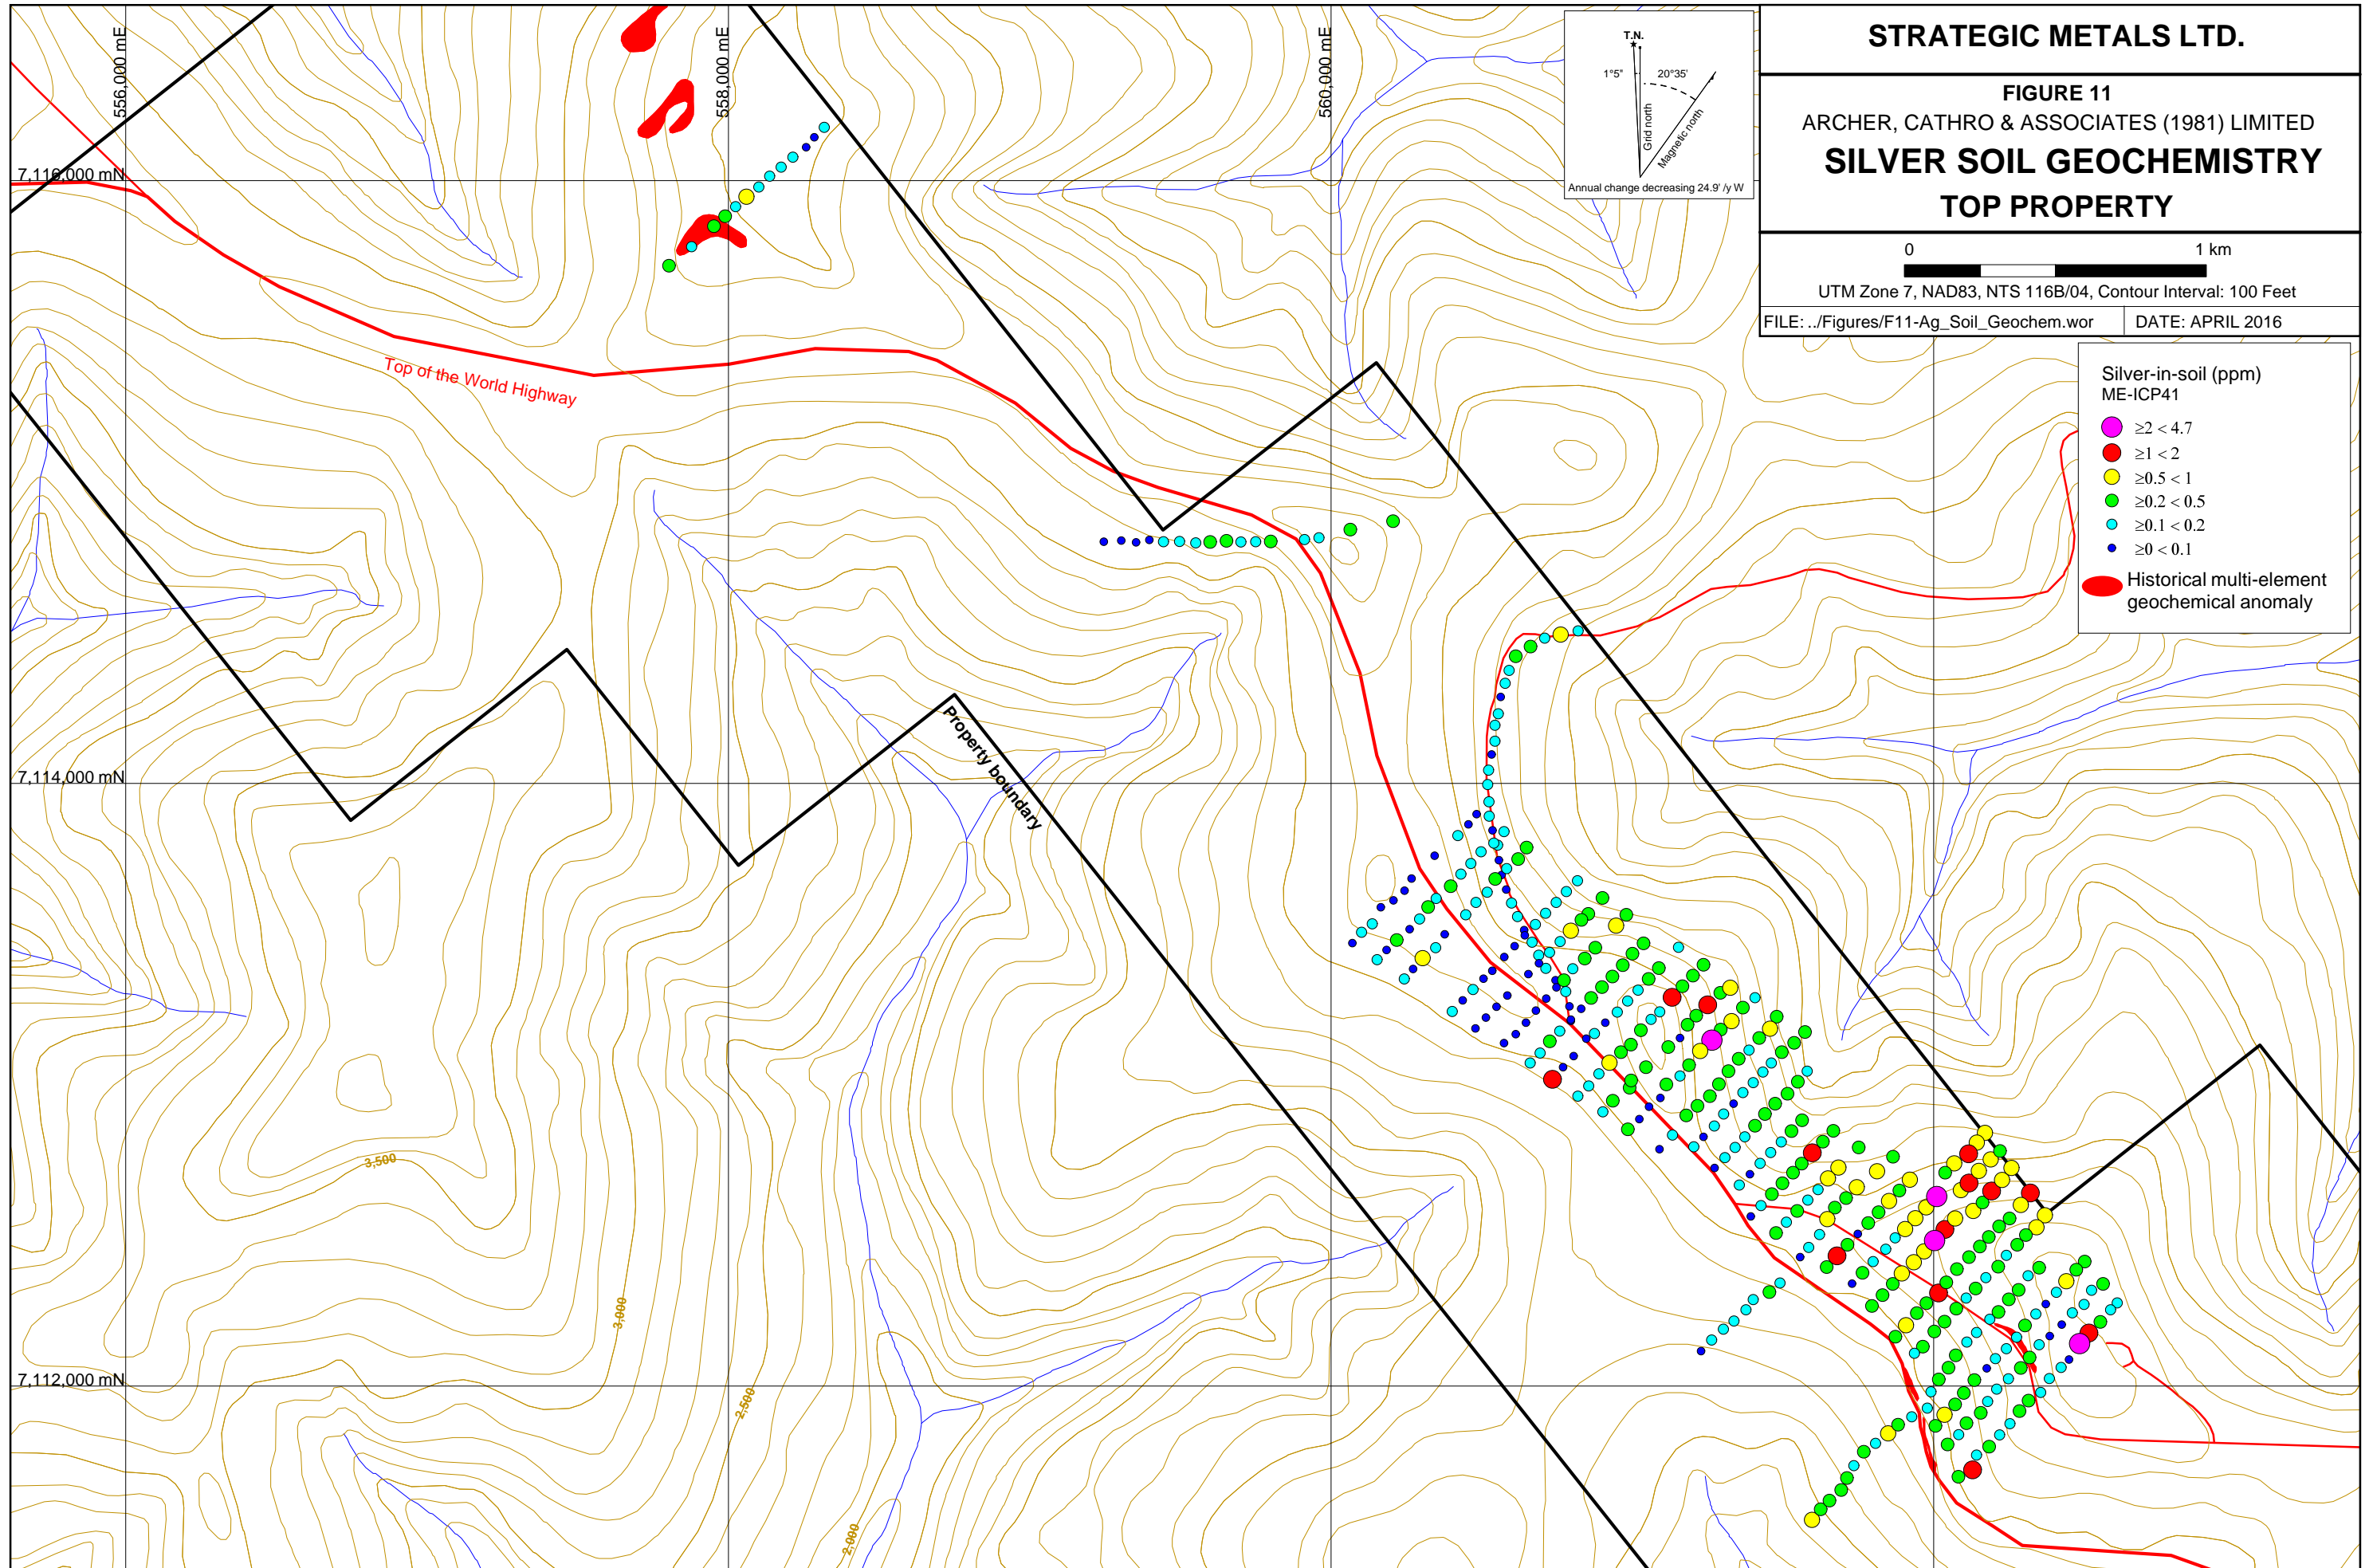 STRATEGIC METALS LTD.
FIGURE 11
ARCHER, CATHRO & ASSOCIATES (1981) LIMITED
SILVER SOIL GEOCHEMISTRY
TOP PROPERTY
0 1 km
UTM Zone 7, NAD83, NTS 116B/04, Contour Interval: 100 Feet
FILE: ../Figures/F11-Ag_Soil_Geochem.wor DATE: APRIL 2016
T.N.
1°5" 20°35'
Grid north
Magnetic north
Annual change decreasing 24.9' /y W
Silver-in-soil (ppm)
ME-ICP41
≥2 < 4.7
≥1 < 2
≥0.5 < 1
≥0.2 < 0.5
≥0.1 < 0.2
≥0 < 0.1
Historical multi-element
geochemical anomaly
556,000 mE
558,000 mE
560,000 mE
7,116,000 mN
Top of the World Highway
Property boundary
7,114,000 mN
3,500
3,000
7,112,000 mN
2,500
2,000